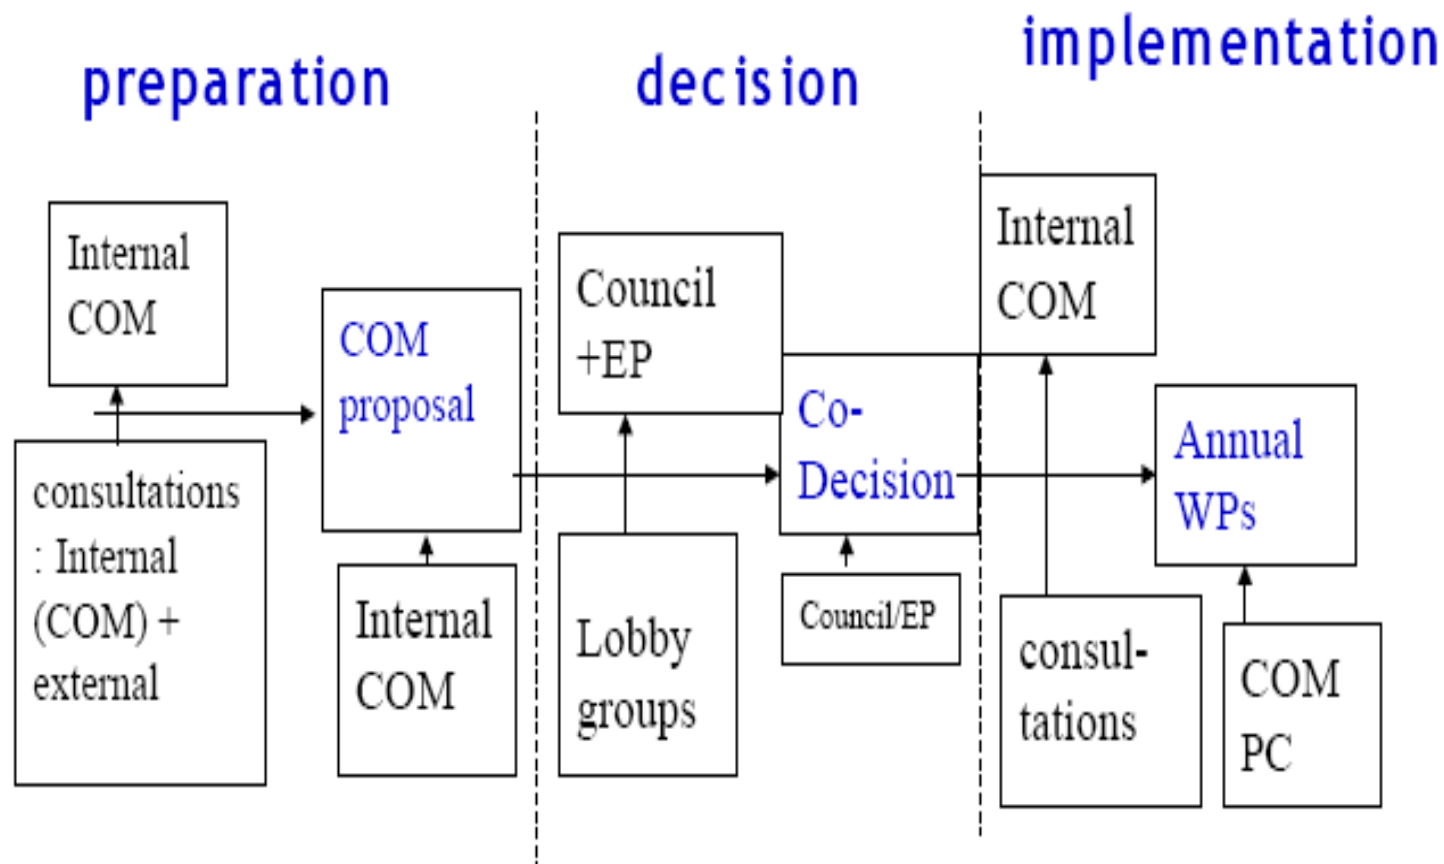 preparation
decision
implementation
Internal
COM
COM
proposal
consultations
: Internal
(COM) +
external
Internal
COM
Council
+EP
Co-
Decision
Lobby
groups
Council/EP
Internal
COM
Annual
WPs
consul-
tations
COM
PC